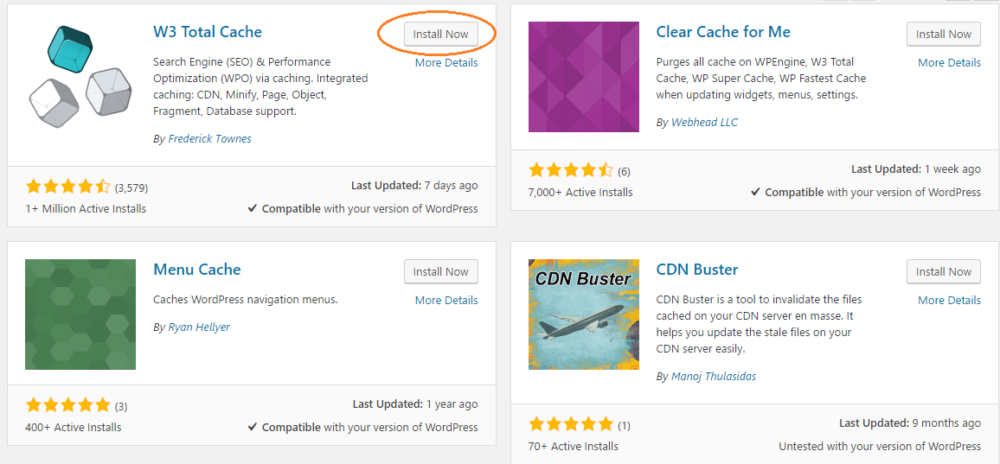 W3 Total Cache
Install Now
More Details
Search Engine (SEO) & Performance
Optimization (WPO) via caching. Integrated
caching: CDN, Minify, Page, Object,
Fragment, Database support.
By Frederick Townes
(3,579)
Last Updated: 7 days ago
1+ Million Active Installs
Compatible with your version of WordPress
Clear Cache for Me
Install Now
More Details
Purges all cache on WPEngine, W3 Total
Cache, WP Super Cache, WP Fastest Cache
when updating widgets, menus, settings.
By Webhead LLC
(6)
Last Updated: 1 week ago
7,000+ Active Installs
Compatible with your version of WordPress
Menu Cache
Install Now
More Details
Caches WordPress navigation menus.
By Ryan Hellyer
(3)
Last Updated: 1 year ago
400+ Active Installs
Compatible with your version of WordPress
CDN Buster
CDN Buster
Install Now
More Details
CDN Buster is a tool to invalidate the files
cached on your CDN server en masse. It
helps you update the stale files on your
CDN server easily.
By Manoj Thulasidas
(1)
Last Updated: 9 months ago
70+ Active Installs
Untested with your version of WordPress